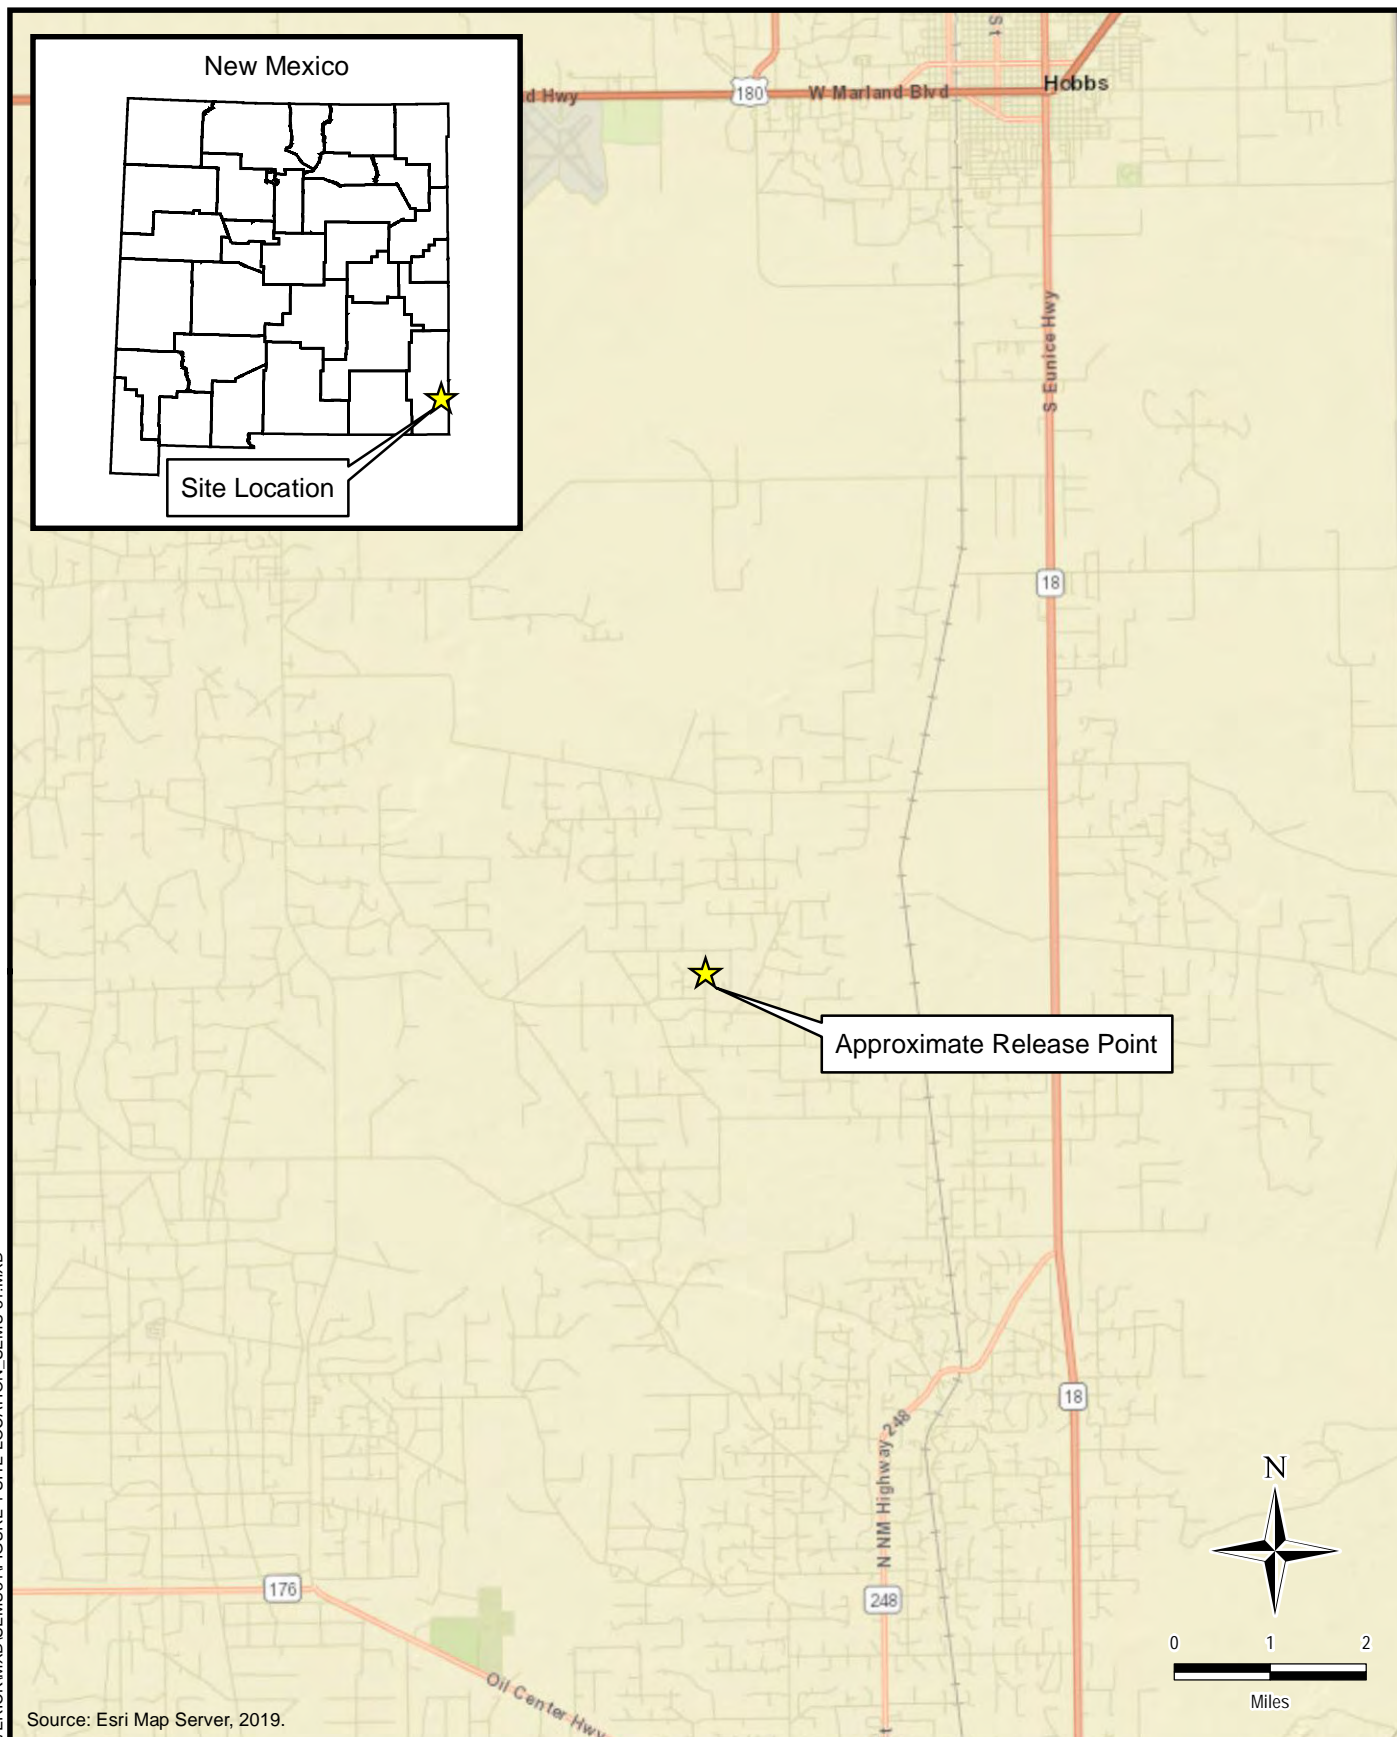 New Mexico
Site Location
d Hwy
180
W Marland Blvd
St
Hobbs
S Eunice Hwy
18
Approximate Release Point
18
N NM Highway 248
248
176
Oil Center Hwy
N
0 1 2
Miles
Source: Esri Map Server, 2019.